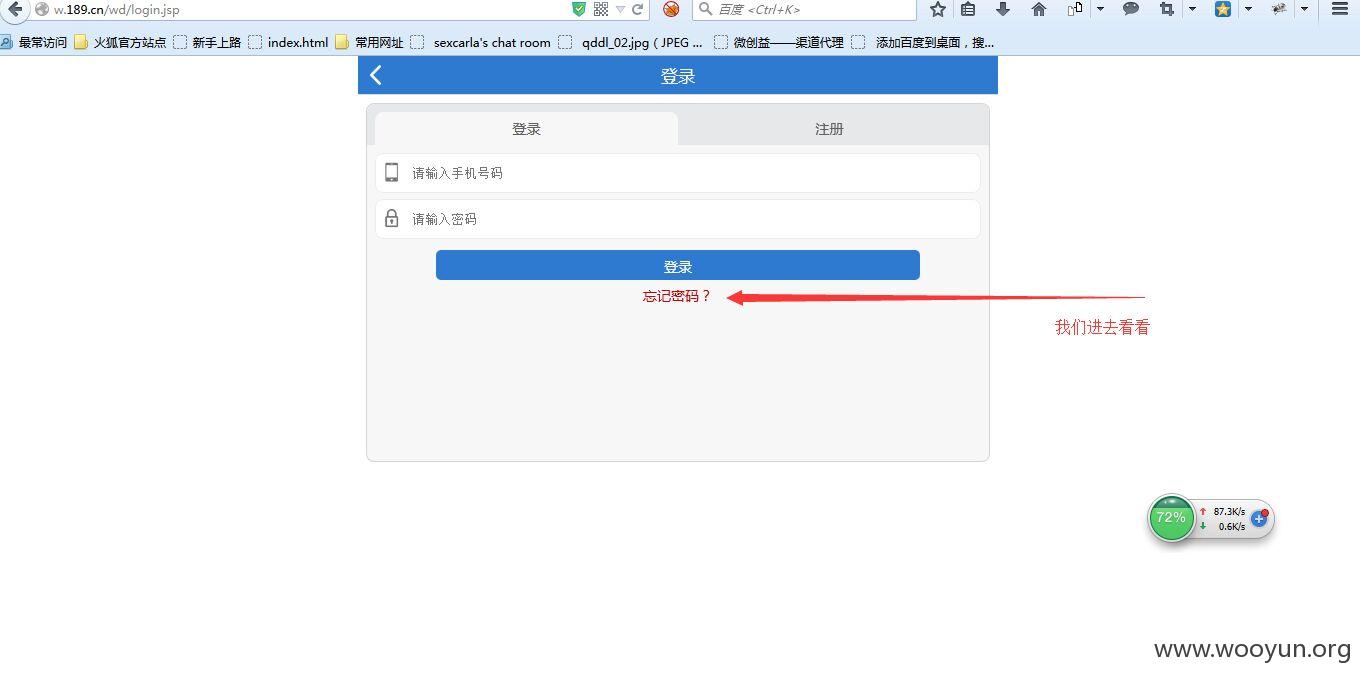 w.189.cn/wd/login.jsp
百度 <Ctrl+K>
最常访问 火狐官方站点 新手上路 index.html 常用网址 sexcarla's chat room qddl_02.jpg ( JPEG ... 微创益——渠道代理 添加百度到桌面，搜...
登录
登录 注册
请输入手机号码
请输入密码
登录
忘记密码？
我们进去看看
72%
87.3K/s
0.6K/s
www.wooyun.org